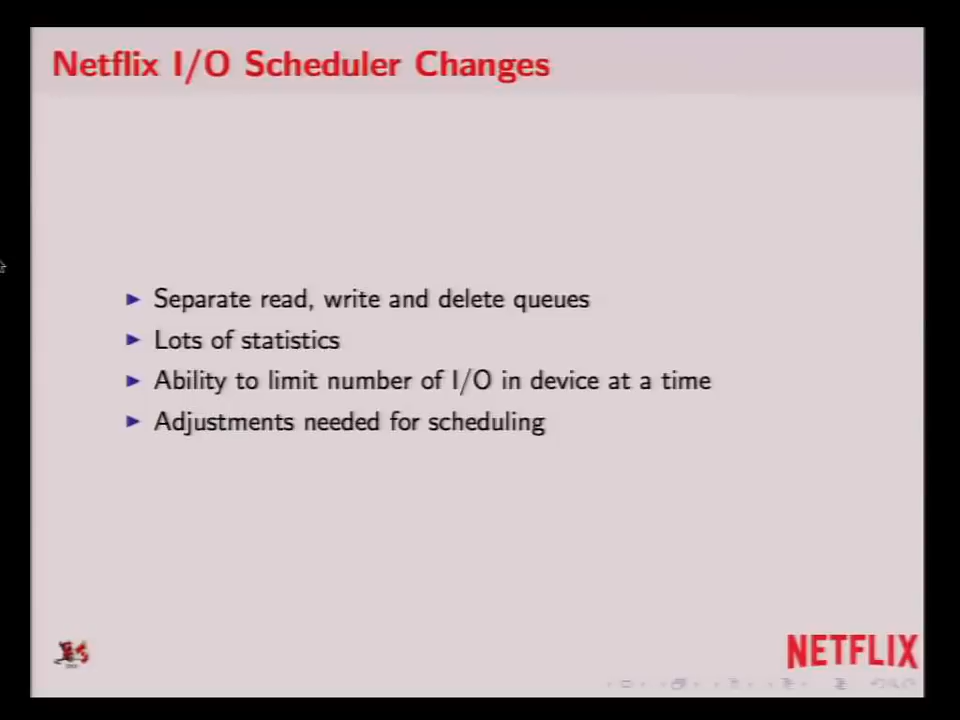 Netflix I/O Scheduler Changes
Separate read, write and delete queues
Lots of statistics
Ability to limit number of I/O in device at a time
Adjustments needed for scheduling
NETFLIX